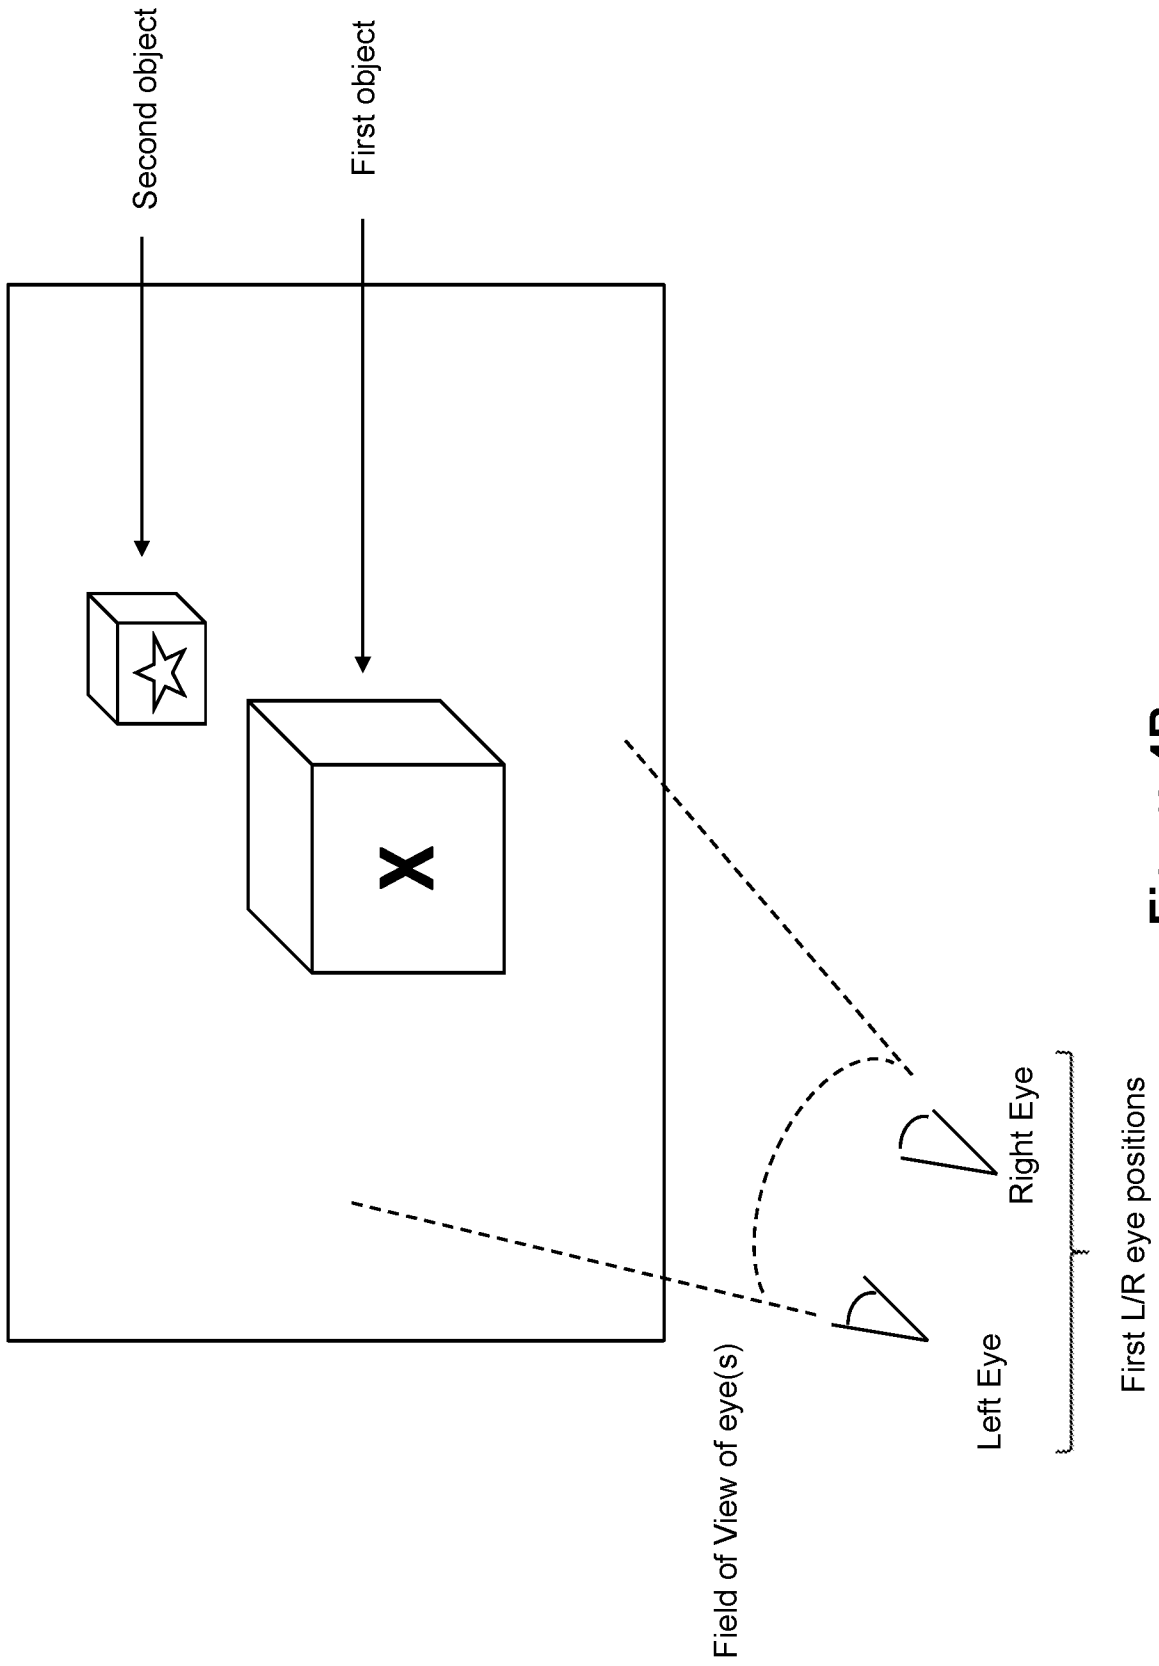 Second object
First object
X
Field of View of eye(s)
Left Eye
Right Eye
First L/R eye positions